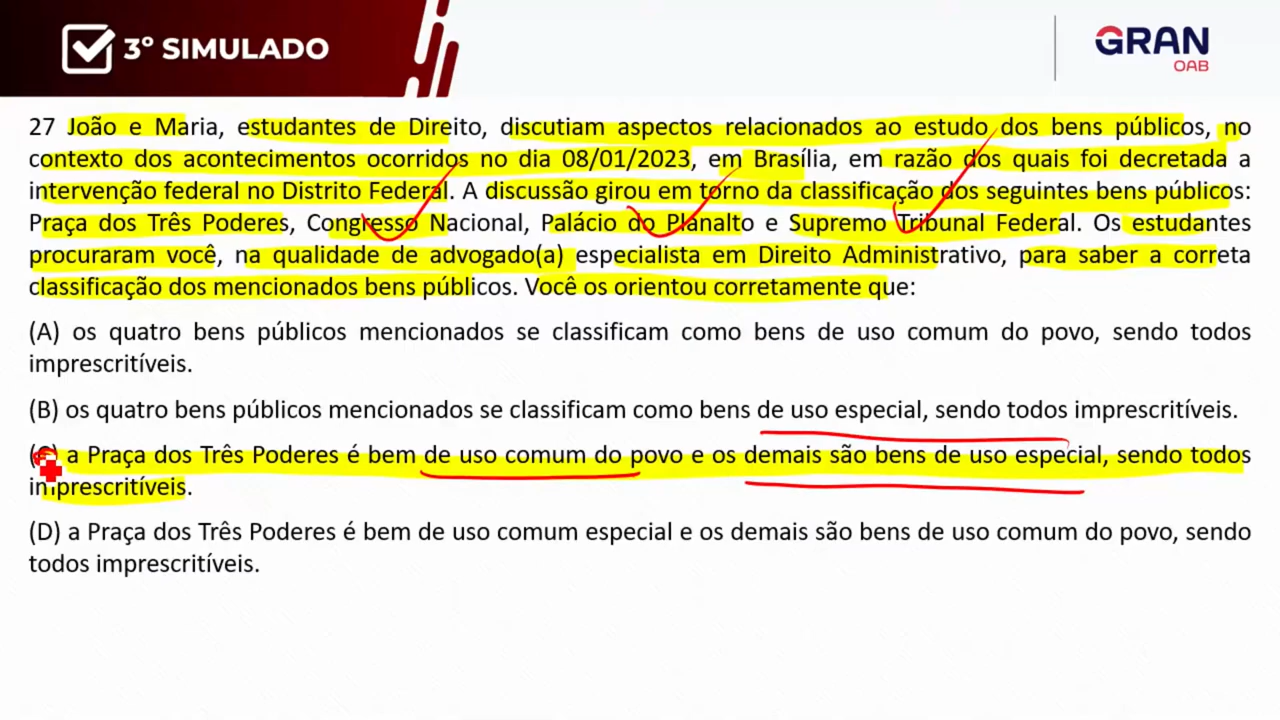 3º SIMULADO
GRAN
OAB
27 João e Maria, estudantes de Direito, discutiam aspectos relacionados ao estudo dos bens públicos, no
contexto dos acontecimentos ocorridos no dia 08/01/2023, em Brasília, em razão dos quais foi decretada a
intervenção federal no Distrito Federal. A discussão girou em torno da classificação dos seguintes bens públicos:
Praça dos Três Poderes, Congresso Nacional, Palácio do Planalto e Supremo Tribunal Federal. Os estudantes
procuraram você, na qualidade de advogado(a) especialista em Direito Administrativo, para saber a correta
classificação dos mencionados bens públicos. Você os orientou corretamente que:
(A) os quatro bens públicos mencionados se classificam como bens de uso comum do povo, sendo todos
imprescritíveis.
(B) os quatro bens públicos mencionados se classificam como bens de uso especial, sendo todos imprescritíveis.
(C) a Praça dos Três Poderes é bem de uso comum do povo e os demais são bens de uso especial, sendo todos
imprescritíveis.
(D) a Praça dos Três Poderes é bem de uso comum especial e os demais são bens de uso comum do povo, sendo
todos imprescritíveis.